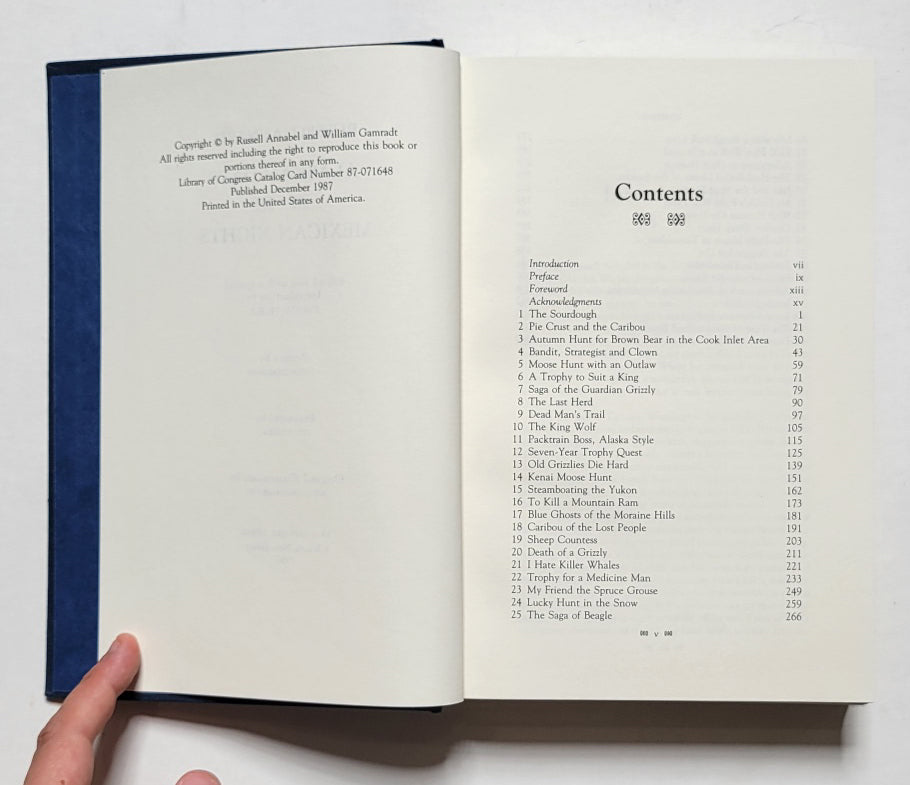 Copyright © by Russell Annabel and William Gamradt
All rights reserved including the right to reproduce this book or
portions thereof in any form.
Library of Congress Catalog Card Number 87-071648
Published December 1987
Printed in the United States of America.
Contents
Introduction vii
Preface ix
Foreword xiii
Acknowledgments xv
1 The Sourdough 1
2 Pie Crust and the Caribou 21
3 Autumn Hunt for Brown Bear in the Cook Inlet Area 30
4 Bandit, Strategist and Clown 43
5 Moose Hunt with an Outlaw 59
6 A Trophy to Suit a King 71
7 Saga of the Guardian Grizzly 79
8 The Last Herd 90
9 Dead Man's Trail 97
10 The King Wolf 105
11 Packtrain Boss, Alaska Style 115
12 Seven-Year Trophy Quest 125
13 Old Grizzlies Die Hard 139
14 Kenai Moose Hunt 151
15 Steamboating the Yukon 162
16 To Kill a Mountain Ram 173
17 Blue Ghosts of the Moraine Hills 181
18 Caribou of the Lost People 191
19 Sheep Countess 203
20 Death of a Grizzly 211
21 I Hate Killer Whales 221
22 Trophy for a Medicine Man 233
23 My Friend the Spruce Grouse 249
24 Lucky Hunt in the Snow 259
25 The Saga of Beagle 266
v